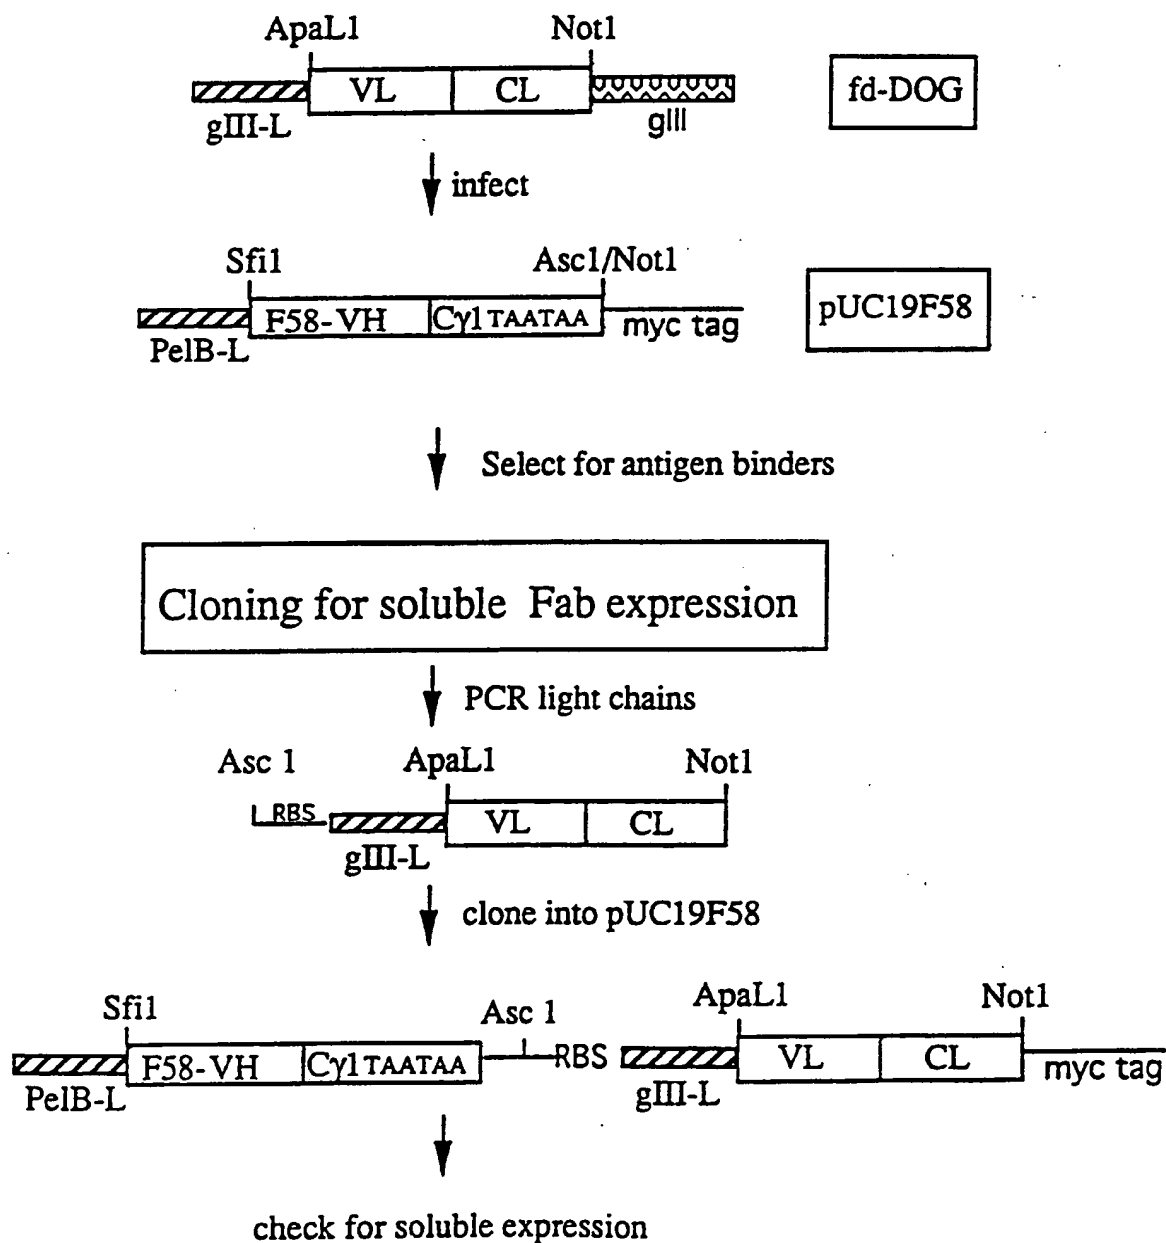 ApaL1 Not1
VL CL
fd-DOG
gIII-L gIII
infect
Sfi1 Asc1/Not1
F58-VH Cγ1 TAATAA
pUC19F58
PelB-L myc tag
Select for antigen binders
Cloning for soluble Fab expression
PCR light chains
Asc 1 ApaL1 Not1
RBS VL CL
gIII-L
clone into pUC19F58
Sfi1 Asc 1 ApaL1 Not1
F58-VH Cγ1 TAATAA RBS VL CL
PelB-L gIII-L myc tag
check for soluble expression